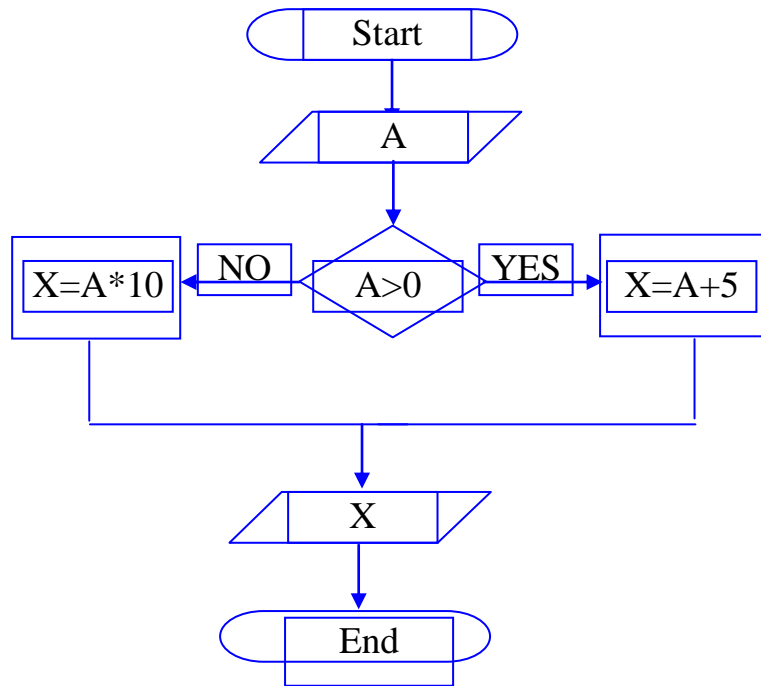 Start
A
NO
YES
X=A*10
A>0
X=A+5
X
End